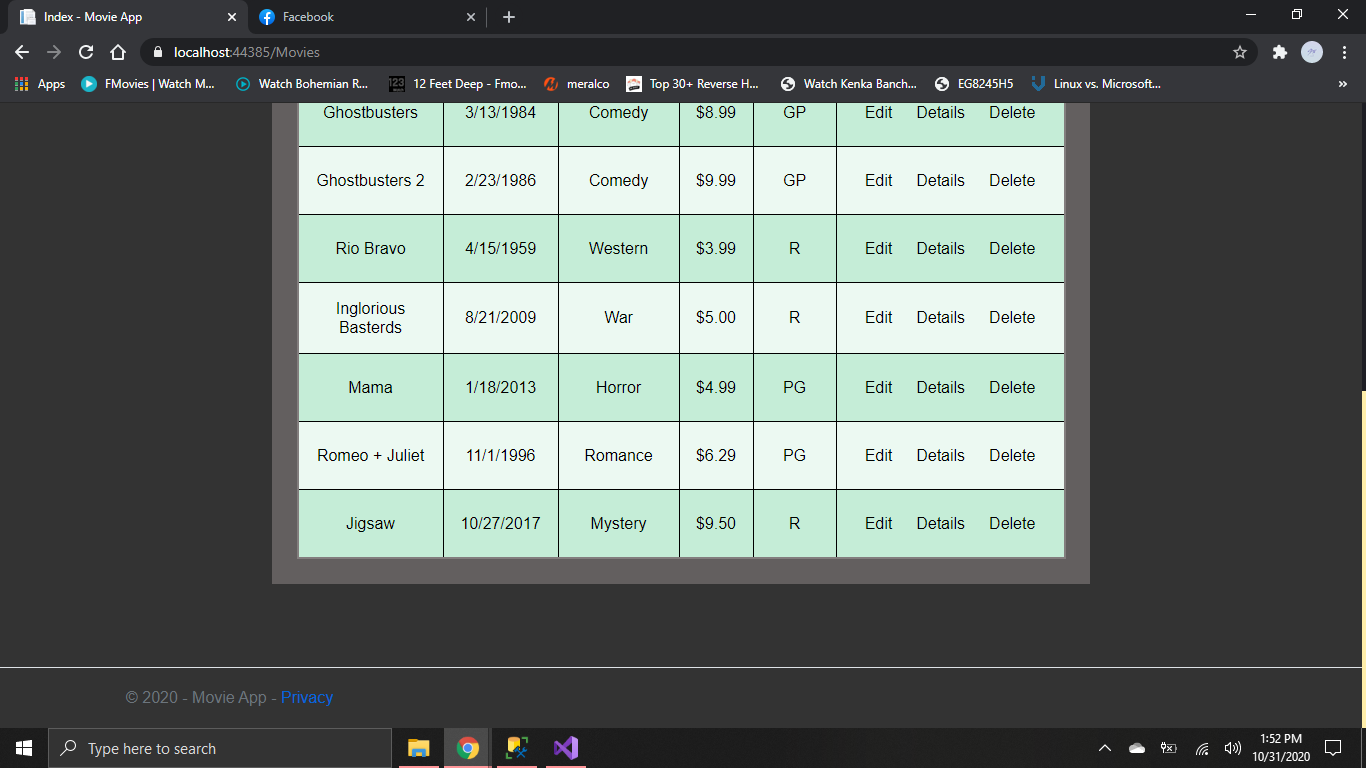 Index - Movie App
Facebook
localhost:44385/Movies
Apps FMovies | Watch M... Watch Bohemian R... 123 12 Feet Deep - Fmo... meralco Top 30+ Reverse H... Watch Kenka Banch... EG8245H5 Linux vs. Microsoft... »
Ghostbusters 3/13/1984 Comedy $8.99 GP Edit Details Delete
Ghostbusters 2 2/23/1986 Comedy $9.99 GP Edit Details Delete
Rio Bravo 4/15/1959 Western $3.99 R Edit Details Delete
Inglorious
Basterds 8/21/2009 War $5.00 R Edit Details Delete
Mama 1/18/2013 Horror $4.99 PG Edit Details Delete
Romeo + Juliet 11/1/1996 Romance $6.29 PG Edit Details Delete
Jigsaw 10/27/2017 Mystery $9.50 R Edit Details Delete
© 2020 - Movie App - Privacy
Type here to search
1:52 PM
10/31/2020